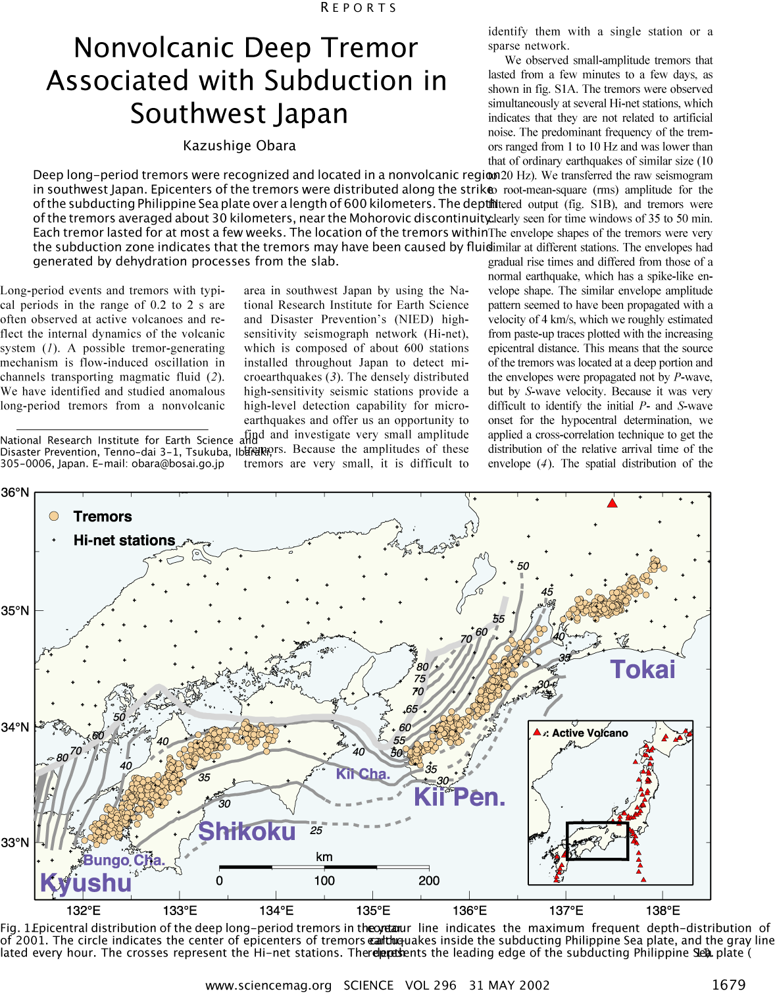 REPORTS
Nonvolcanic Deep Tremor
Associated with Subduction in
Southwest Japan
Kazushige Obara
Deep long-period tremors were recognized and located in a nonvolcanic region
in southwest Japan. Epicenters of the tremors were distributed along the strike
of the subducting Philippine Sea plate over a length of 600 kilometers. The depth
of the tremors averaged about 30 kilometers, near the Mohorovic discontinuity.
Each tremor lasted for at most a few weeks. The location of the tremors within
the subduction zone indicates that the tremors may have been caused by fluid
generated by dehydration processes from the slab.
Long-period events and tremors with typi-
cal periods in the range of 0.2 to 2 s are
often observed at active volcanoes and re-
flect the internal dynamics of the volcanic
system (1). A possible tremor-generating
mechanism is flow-induced oscillation in
channels transporting magmatic fluid (2).
We have identified and studied anomalous
long-period tremors from a nonvolcanic
National Research Institute for Earth Science and
Disaster Prevention, Tenno-dai 3-1, Tsukuba, Ibaraki,
305-0006, Japan. E-mail: obara@bosai.go.jp
area in southwest Japan by using the Na-
tional Research Institute for Earth Science
and Disaster Prevention's (NIED) high-
sensitivity seismograph network (Hi-net),
which is composed of about 600 stations
installed throughout Japan to detect mi-
croearthquakes (3). The densely distributed
high-sensitivity seismic stations provide a
high-level detection capability for micro-
earthquakes and offer us an opportunity to
find and investigate very small amplitude
tremors. Because the amplitudes of these
tremors are very small, it is difficult to
identify them with a single station or a
sparse network.
We observed small-amplitude tremors that
lasted from a few minutes to a few days, as
shown in fig. S1A. The tremors were observed
simultaneously at several Hi-net stations, which
indicates that they are not related to artificial
noise. The predominant frequency of the trem-
ors ranged from 1 to 10 Hz and was lower than
that of ordinary earthquakes of similar size (10
to 20 Hz). We transferred the raw seismogram
to root-mean-square (rms) amplitude for the
filtered output (fig. S1B), and tremors were
clearly seen for time windows of 35 to 50 min.
The envelope shapes of the tremors were very
similar at different stations. The envelopes had
gradual rise times and differed from those of a
normal earthquake, which has a spike-like en-
velope shape. The similar envelope amplitude
pattern seemed to have been propagated with a
velocity of 4 km/s, which we roughly estimated
from paste-up traces plotted with the increasing
epicentral distance. This means that the source
of the tremors was located at a deep portion and
the envelopes were propagated not by P-wave,
but by S-wave velocity. Because it was very
difficult to identify the initial P- and S-wave
onset for the hypocentral determination, we
applied a cross-correlation technique to get the
distribution of the relative arrival time of the
envelope (4). The spatial distribution of the
36°N
Tremors
Hi-net stations
50
45
35°N
55
60
70
40
35
Tokai
80
75
30
70
50
65
34°N
60
60
40
55
70
40
50
80
40
35
Kii Cha.
35
30
30
Kii Pen.
Shikoku
25
33°N
Bungo Cha.
Kyushu
km
0 100 200
Active Volcano
132°E 133°E 134°E 135°E 136°E 137°E 138°E
Fig. 1. Epicentral distribution of the deep long-period tremors in the year
of 2001. The circle indicates the center of epicenters of tremors calcu-
lated every hour. The crosses represent the Hi-net stations. The depth
contour line indicates the maximum frequent depth-distribution of
earthquakes inside the subducting Philippine Sea plate, and the gray line
represents the leading edge of the subducting Philippine Sea plate (11).
www.sciencemag.org SCIENCE VOL 296 31 MAY 2002 1679